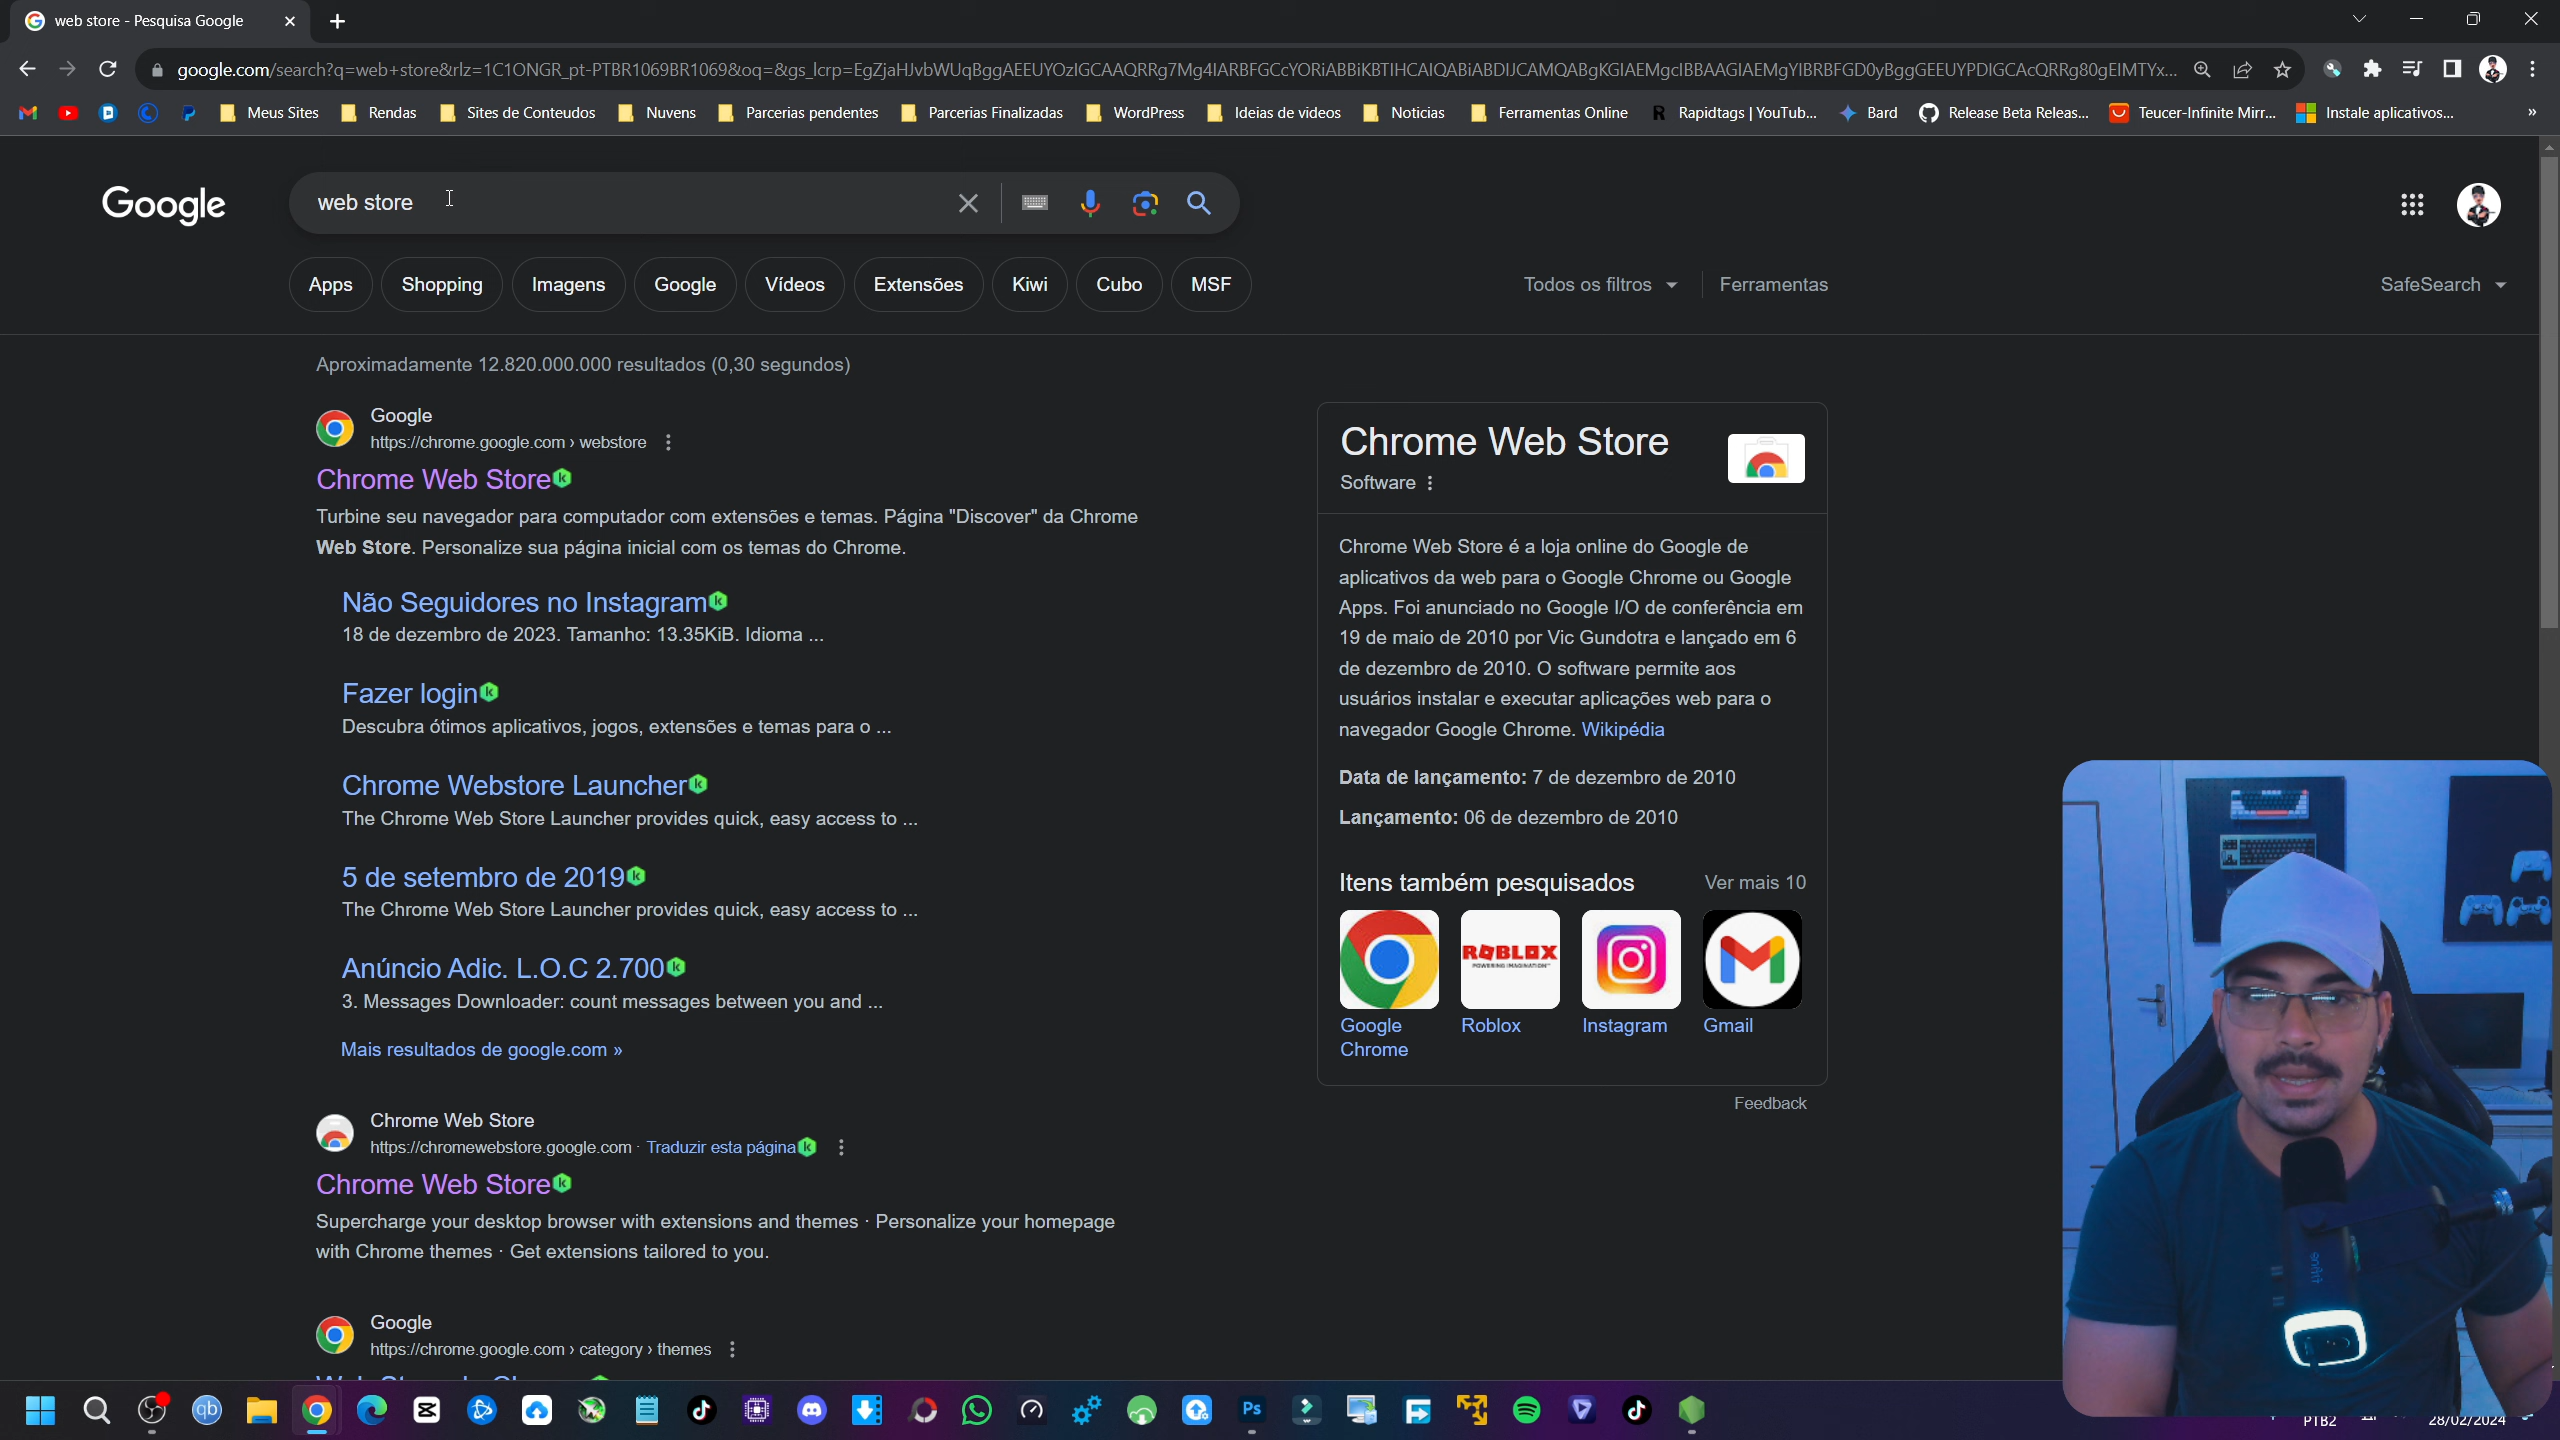 web store - Pesquisa Google
google.com/search?q=web+store&rlz=1C1ONGR_pt-PTBR1069BR1069&oq=&gs_lcrp=
Meus Sites
Rendas
Sites de Conteudos
Nuvens
Parcerias pendentes
Parcerias Finalizadas
WordPress
Ideias de videos
Noticias
Ferramentas Online
R
Rapidtags | YouTub...
Bard
Release Beta Releas...
Teucer-Infinite Mirr...
Instale aplicativos...
»
Google
web store
Apps
Shopping
Imagens
Google
Vídeos
Extensões
Kiwi
Cubo
MSF
Todos os filtros
Ferramentas
SafeSearch
Aproximadamente 12.820.000.000 resultados (0,30 segundos)
Google
https://chrome.google.com › webstore
Chrome Web Store
Turbine seu navegador para computador com extensões e temas. Página "Discover" da Chrome
Web Store. Personalize sua página inicial com os temas do Chrome.
Não Seguidores no Instagram
18 de dezembro de 2023. Tamanho: 13.35KiB. Idioma ...
Fazer login
Descubra ótimos aplicativos, jogos, extensões e temas para o ...
Chrome Webstore Launcher
The Chrome Web Store Launcher provides quick, easy access to ...
5 de setembro de 2019
The Chrome Web Store Launcher provides quick, easy access to ...
Anúncio Adic. L.O.C 2.700
3. Messages Downloader: count messages between you and ...
Mais resultados de google.com »
Chrome Web Store
https://chromewebstore.google.com · Traduzir esta página
Chrome Web Store
Supercharge your desktop browser with extensions and themes · Personalize your homepage
with Chrome themes · Get extensions tailored to you.
Google
https://chrome.google.com › category › themes
Chrome Web Store
Software
Chrome Web Store é a loja online do Google de
aplicativos da web para o Google Chrome ou Google
Apps. Foi anunciado no Google I/O de conferência em
19 de maio de 2010 por Vic Gundotra e lançado em 6
de dezembro de 2010. O software permite aos
usuários instalar e executar aplicações web para o
navegador Google Chrome. Wikipédia
Data de lançamento: 7 de dezembro de 2010
Lançamento: 06 de dezembro de 2010
Itens também pesquisados
Ver mais 10
ROBLOX
POWERING IMAGINATION
Google
Chrome
Roblox
Instagram
Gmail
Feedback
qb
Ps
PTB2
28/02/2024